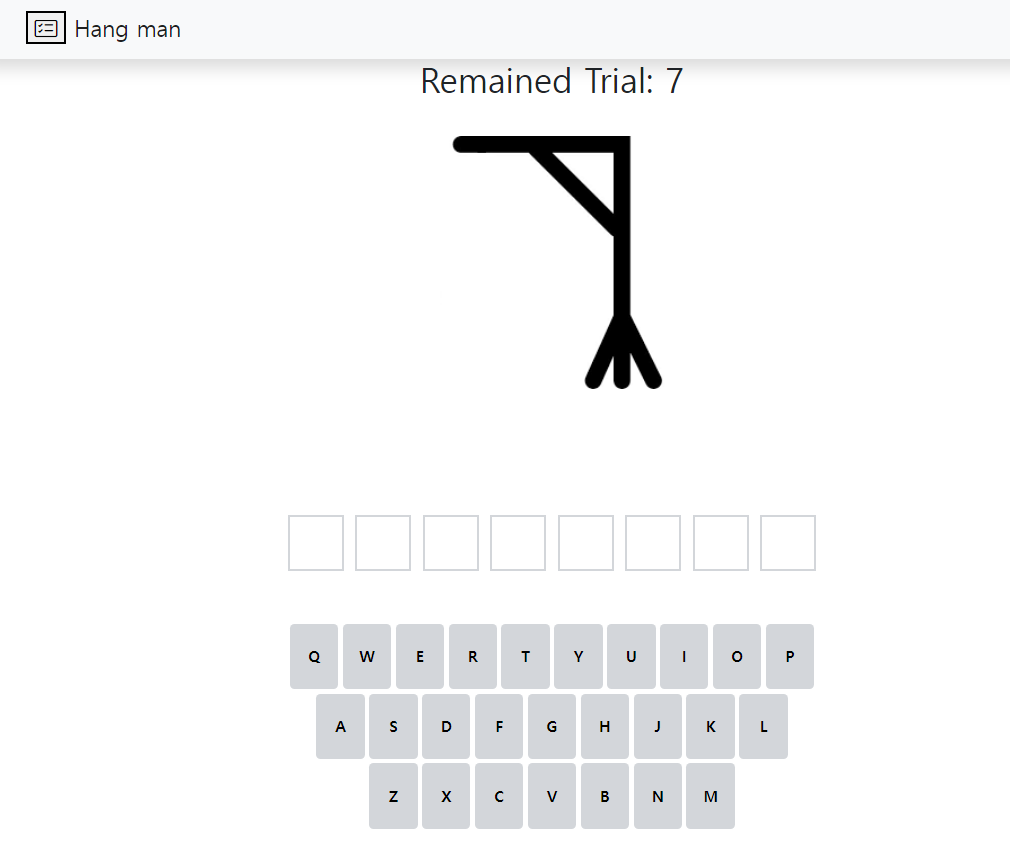 Hang man
Remained Trial: 7
Q W E R T Y U I O P
A S D F G H J K L
Z X C V B N M